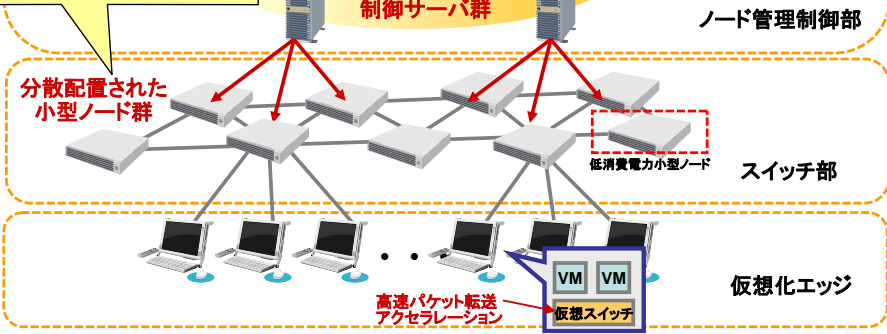 制御サーバ群
ノード管理制御部
分散配置された
小型ノード群
低消費電力小型ノード
スイッチ部
VM VM
仮想スイッチ
高速パケット転送
アクセラレーション
仮想化エッジ